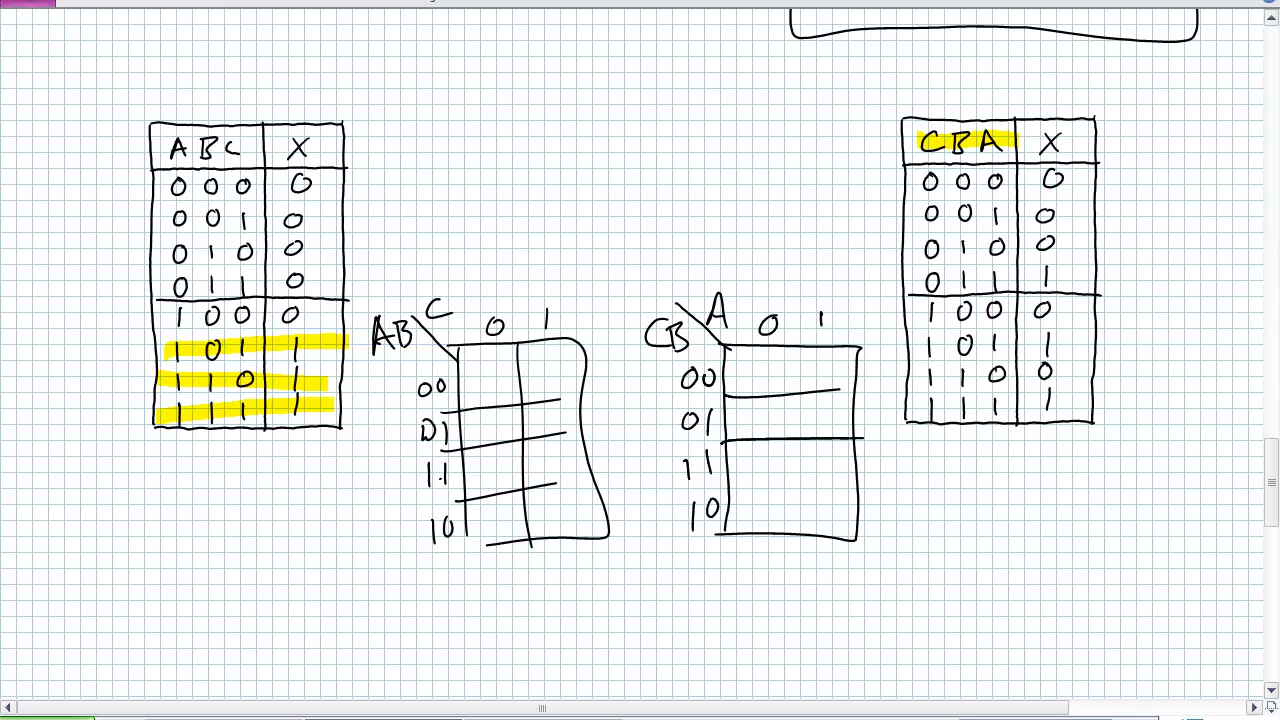 A B C X
0 0 0 0
0 0 1 0
0 1 0 0
0 1 1 0
1 0 0 0
1 0 1 1
1 1 0 1
1 1 1 1
C
AB 0 1
00
01
11
10
A
CB 0 1
00
01
11
10
C B A X
0 0 0 0
0 0 1 0
0 1 0 0
0 1 1 1
1 0 0 0
1 0 1 1
1 1 0 0
1 1 1 1